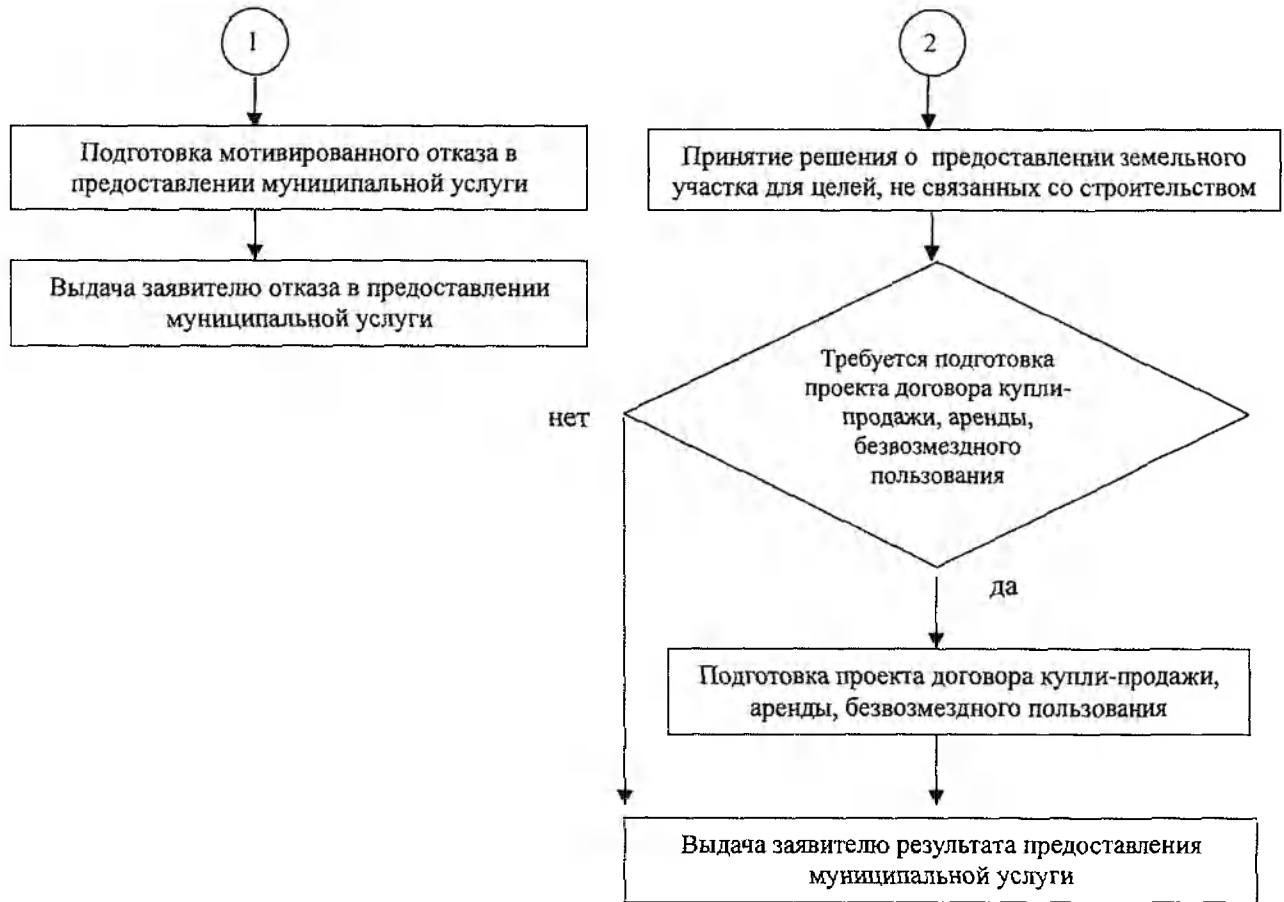 1
Подготовка мотивированного отказа в
предоставлении муниципальной услуги
Выдача заявителю отказа в предоставлении
муниципальной услуги
2
Принятие решения о предоставлении земельного
участка для целей, не связанных со строительством
Требуется подготовка
проекта договора купли-
продажи, аренды,
безвозмездного
пользования
нет
да
Подготовка проекта договора купли-продажи,
аренды, безвозмездного пользования
Выдача заявителю результата предоставления
муниципальной услуги